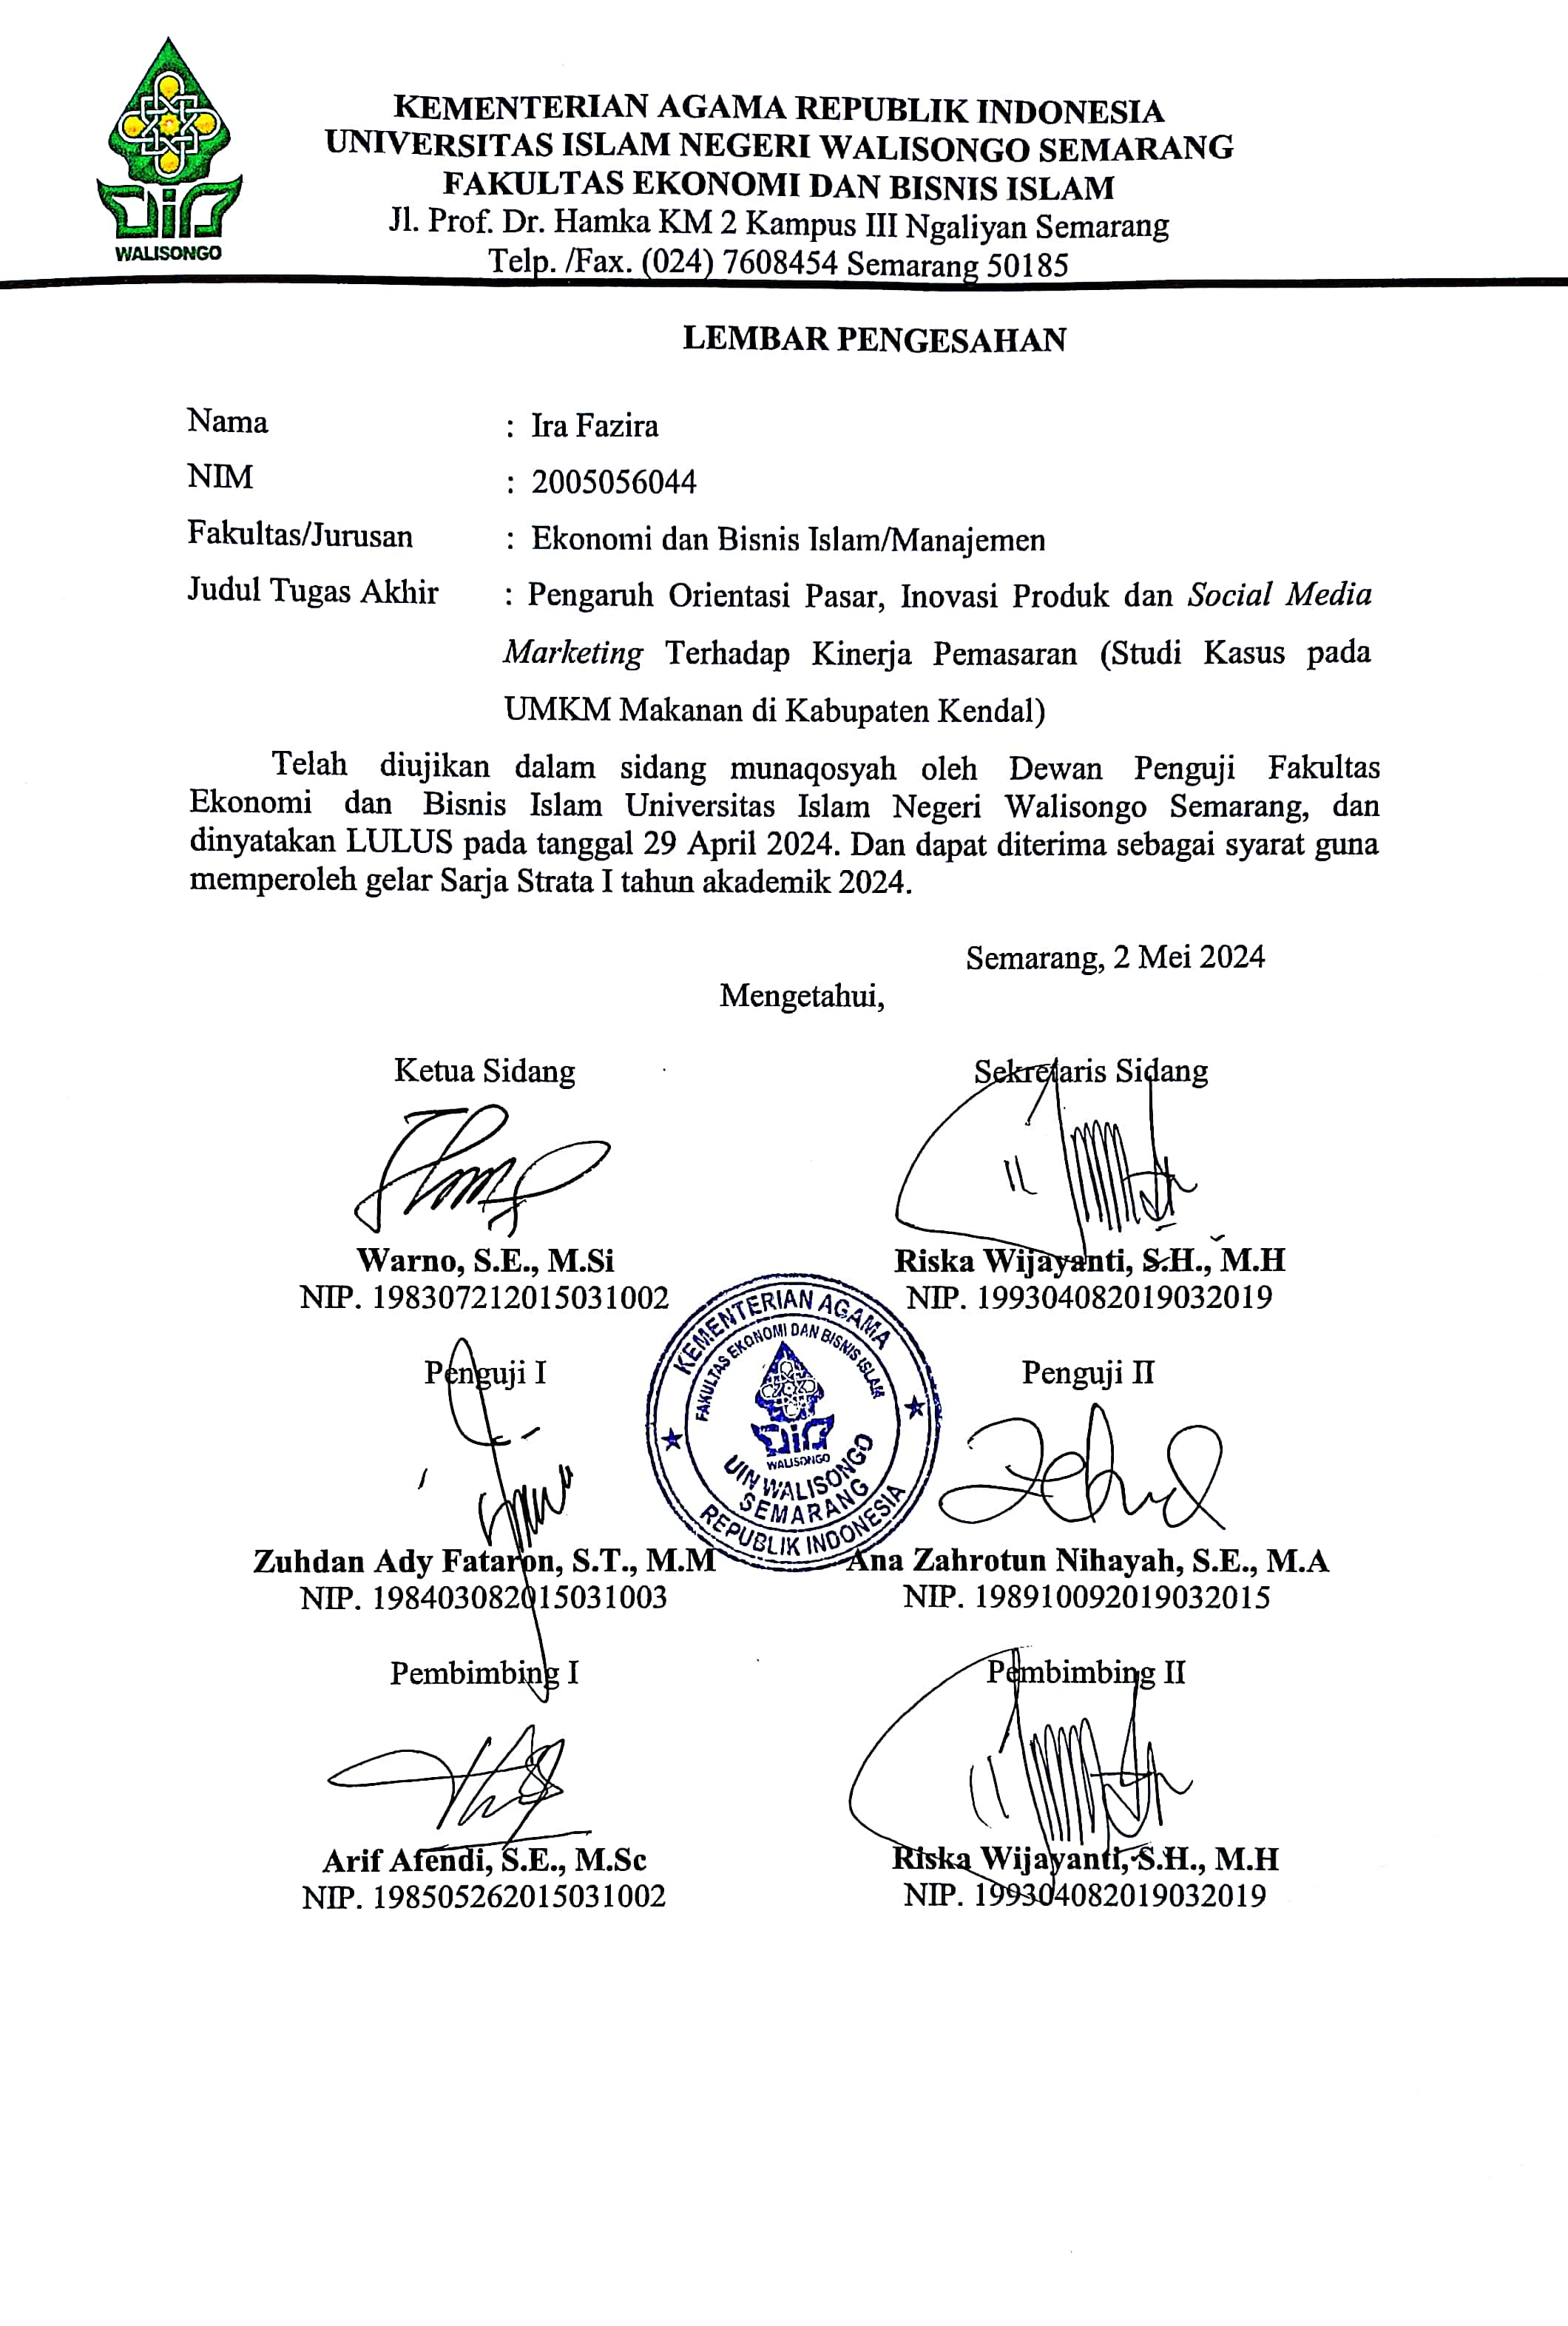 WALISONGO
KEMENTERIAN AGAMA REPUBLIK INDONESIA
UNIVERSITAS ISLAM NEGERI WALISONGO SEMARANG
FAKULTAS EKONOMI DAN BISNIS ISLAM
Jl. Prof. Dr. Hamka KM 2 Kampus III Ngaliyan Semarang
Telp. /Fax. (024) 7608454 Semarang 50185
LEMBAR PENGESAHAN
Nama : Ira Fazira
NIM : 2005056044
Fakultas/Jurusan : Ekonomi dan Bisnis Islam/Manajemen
Judul Tugas Akhir : Pengaruh Orientasi Pasar, Inovasi Produk dan Social Media
Marketing Terhadap Kinerja Pemasaran (Studi Kasus pada
UMKM Makanan di Kabupaten Kendal)
Telah diujikan dalam sidang munaqosyah oleh Dewan Penguji Fakultas
Ekonomi dan Bisnis Islam Universitas Islam Negeri Walisongo Semarang, dan
dinyatakan LULUS pada tanggal 29 April 2024. Dan dapat diterima sebagai syarat guna
memperoleh gelar Sarja Strata I tahun akademik 2024.
Semarang, 2 Mei 2024
Mengetahui,
Ketua Sidang Sekretaris Sidang
Warno, S.E., M.Si Riska Wijayanti, S.H., M.H
NIP. 198307212015031002 NIP. 199304082019032019
KEMENTERIAN AGAMA
FAKULTAS EKONOMI DAN BISNIS ISLAM
WALISONGO
UIN WALISONGO
SEMARANG
REPUBLIK INDONESIA
Penguji I Penguji II
Zuhdan Ady Fataron, S.T., M.M Ana Zahrotun Nihayah, S.E., M.A
NIP. 198403082015031003 NIP. 198910092019032015
Pembimbing I Pembimbing II
Arif Afendi, S.E., M.Sc Riska Wijayanti, S.H., M.H
NIP. 198505262015031002 NIP. 199304082019032019